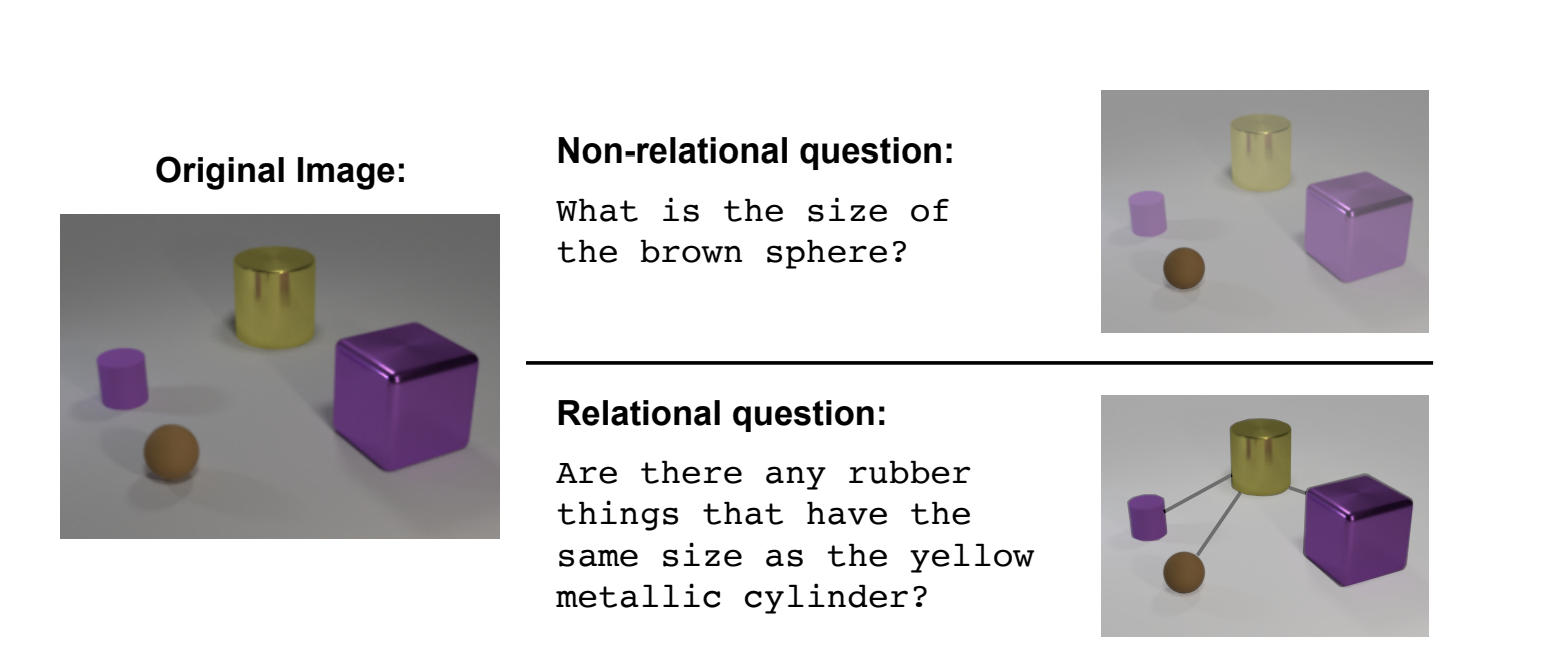 Original Image:
Non-relational question:
What is the size of
the brown sphere?
Relational question:
Are there any rubber
things that have the
same size as the yellow
metallic cylinder?